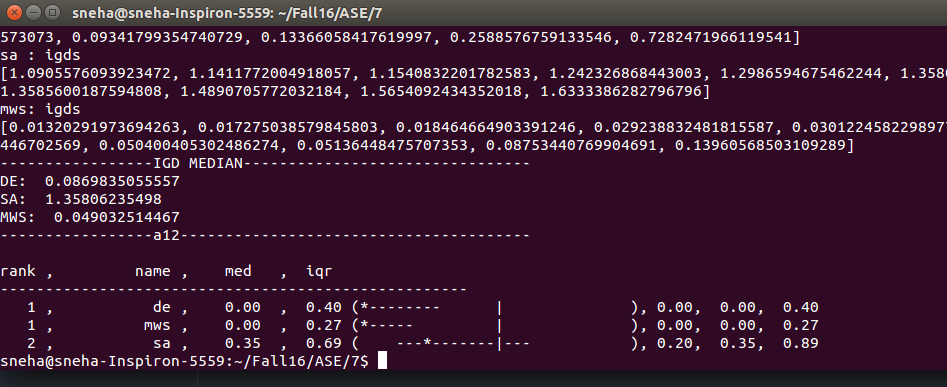 sneha@sneha-Inspiron-5559: ~/Fall16/ASE/7
573073, 0.09341799354740729, 0.13366058417619997, 0.2588576759133546, 0.7282471966119541]
sa : igds
[1.0905576093923472, 1.1411772004918057, 1.1540832201782583, 1.242326868443003, 1.2986594675462244, 1.358
1.3585600187594808, 1.4890705772032184, 1.5654092434352018, 1.6333386282796796]
mws: igds
[0.01320291973694263, 0.017275038579845803, 0.018464664903391246, 0.029238832481815587, 0.0301224582298977
446702569, 0.050400405302486274, 0.05136448475707353, 0.08753440769904691, 0.13960568503109289]
-----------------IGD MEDIAN--------------------------------
DE:  0.0869835055557
SA:  1.35806235498
MWS:  0.049032514467
-----------------a12---------------------------------------
rank ,         name ,    med   ,  iqr
----------------------------------------------------
   1 ,           de ,    0.00  ,  0.40 (*--------      |              ), 0.00,  0.00,  0.40
   1 ,          mws ,    0.00  ,  0.27 (*-----         |              ), 0.00,  0.00,  0.27
   2 ,           sa ,    0.35  ,  0.69 (    ---*-------|---           ), 0.20,  0.35,  0.89
sneha@sneha-Inspiron-5559:~/Fall16/ASE/7$